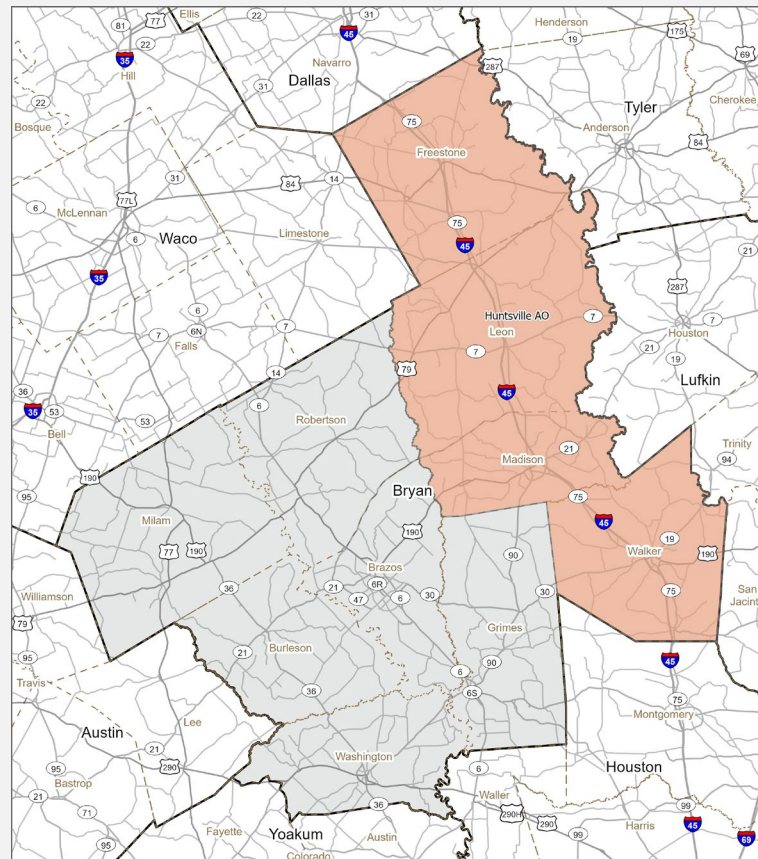 Ellis
77
81
22
22
31
45
Henderson
19
175
35
Hill
Navarro
287
69
Dallas
31
Tyler
22
Cherokee
Bosque
75
Anderson
84
Freestone
14
84
31
77L
6
McLennan
75
6
Limestone
Waco
45
21
35
287
6
Huntsville AO
7
6N
7
Leon
7
Houston
7
Falls
7
21
19
14
79
Lufkin
36
45
35
53
6
53
Robertson
Bell
21
Trinity
Madison
94
190
95
Bryan
75
Milam
45
190
19
77
190
90
Walker
190
Brazos
36
21
6R
30
30
75
San
Jacint
Williamson
47
6
79
Grimes
21
Burleson
95
6
90
45
Travis
36
6S
75
Lee
Montgomery
Austin
21
Washington
290
Houston
95
6
Bastrop
21
36
Waller
99
71
290H
290
Harris
Fayette
Austin
45
95
Yoakum
99
69
Colorado